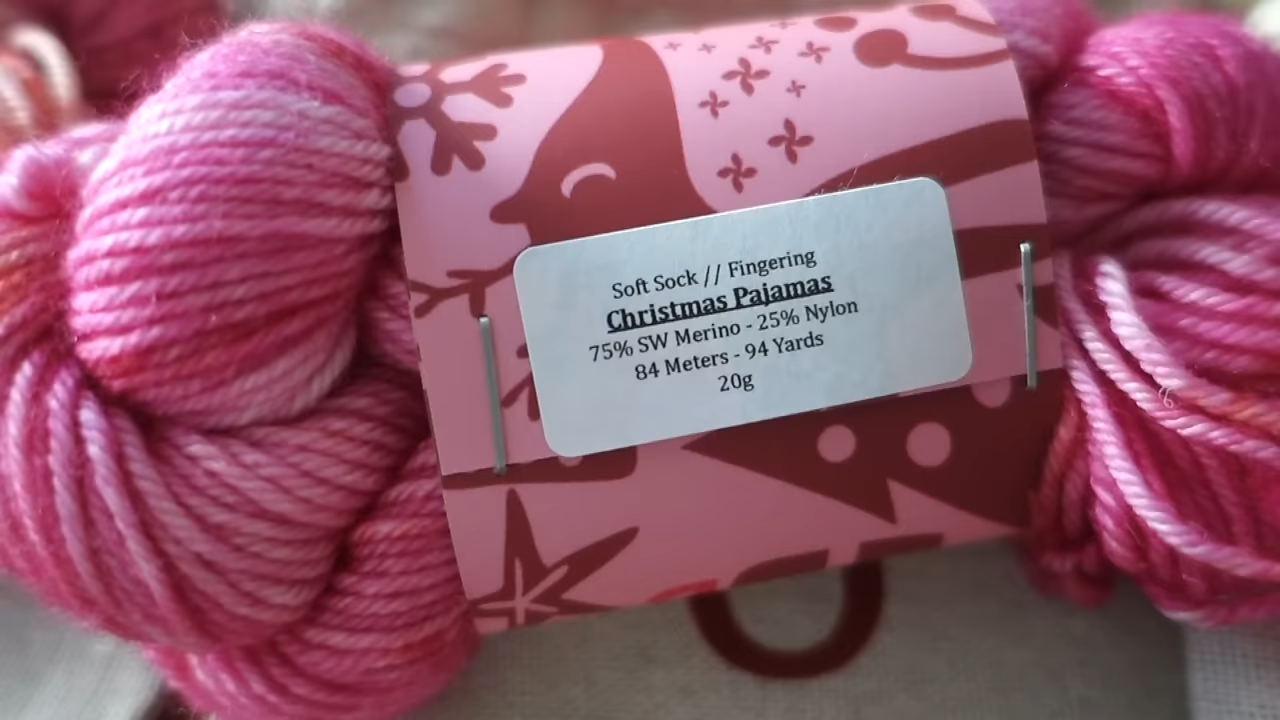 Soft Sock // Fingering
Christmas Pajamas
75% SW Merino - 25% Nylon
84 Meters - 94 Yards
20g